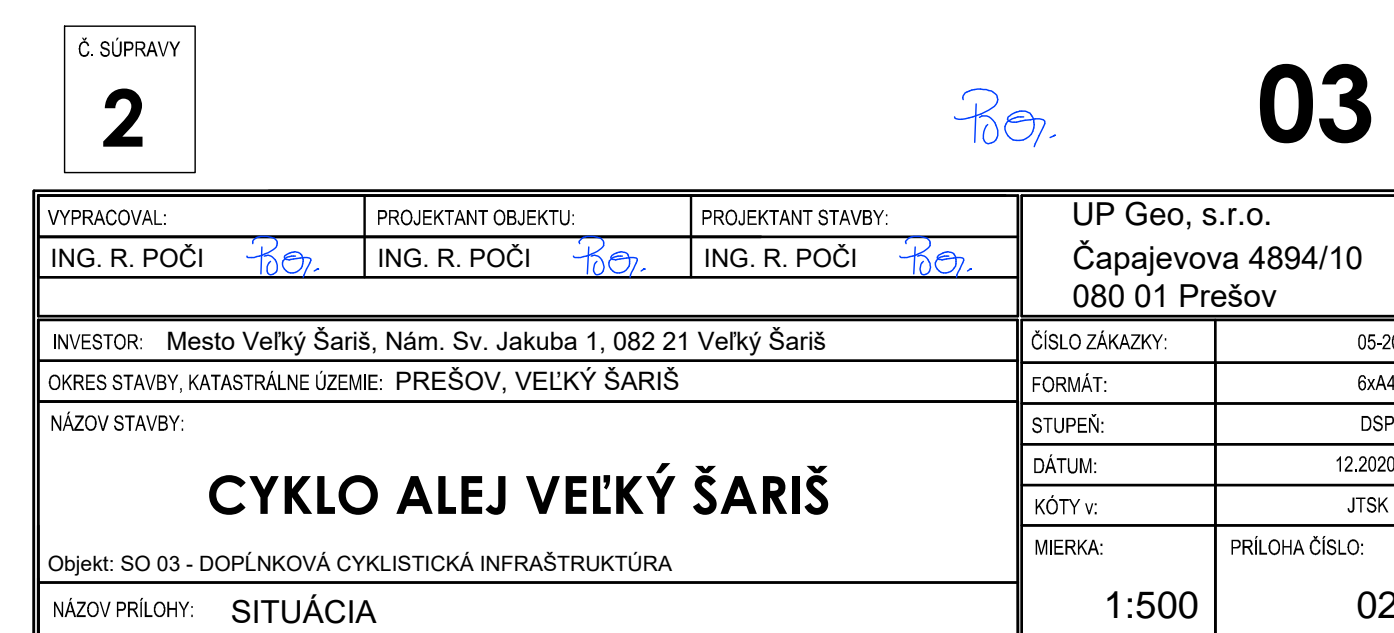 Č. SÚPRAVY
2
03
VYPRACOVAL: PROJEKTANT OBJEKTU: PROJEKTANT STAVBY:
ING. R. POČI ING. R. POČI ING. R. POČI
UP Geo, s.r.o.
Čapajevova 4894/10
080 01 Prešov
INVESTOR: Mesto Veľký Šariš, Nám. Sv. Jakuba 1, 082 21 Veľký Šariš
OKRES STAVBY, KATASTRÁLNE ÚZEMIE: PREŠOV, VEĽKÝ ŠARIŠ
NÁZOV STAVBY:
CYKLO ALEJ VEĽKÝ ŠARIŠ
Objekt: SO 03 - DOPĹNKOVÁ CYKLISTICKÁ INFRAŠTRUKTÚRA
NÁZOV PRÍLOHY: SITUÁCIA
ČÍSLO ZÁKAZKY:
FORMÁT: 6xA4
STUPEŇ: DSP
DÁTUM: 12.2020
KÓTY v: JTSK
MIERKA: PRÍLOHA ČÍSLO:
1:500 02